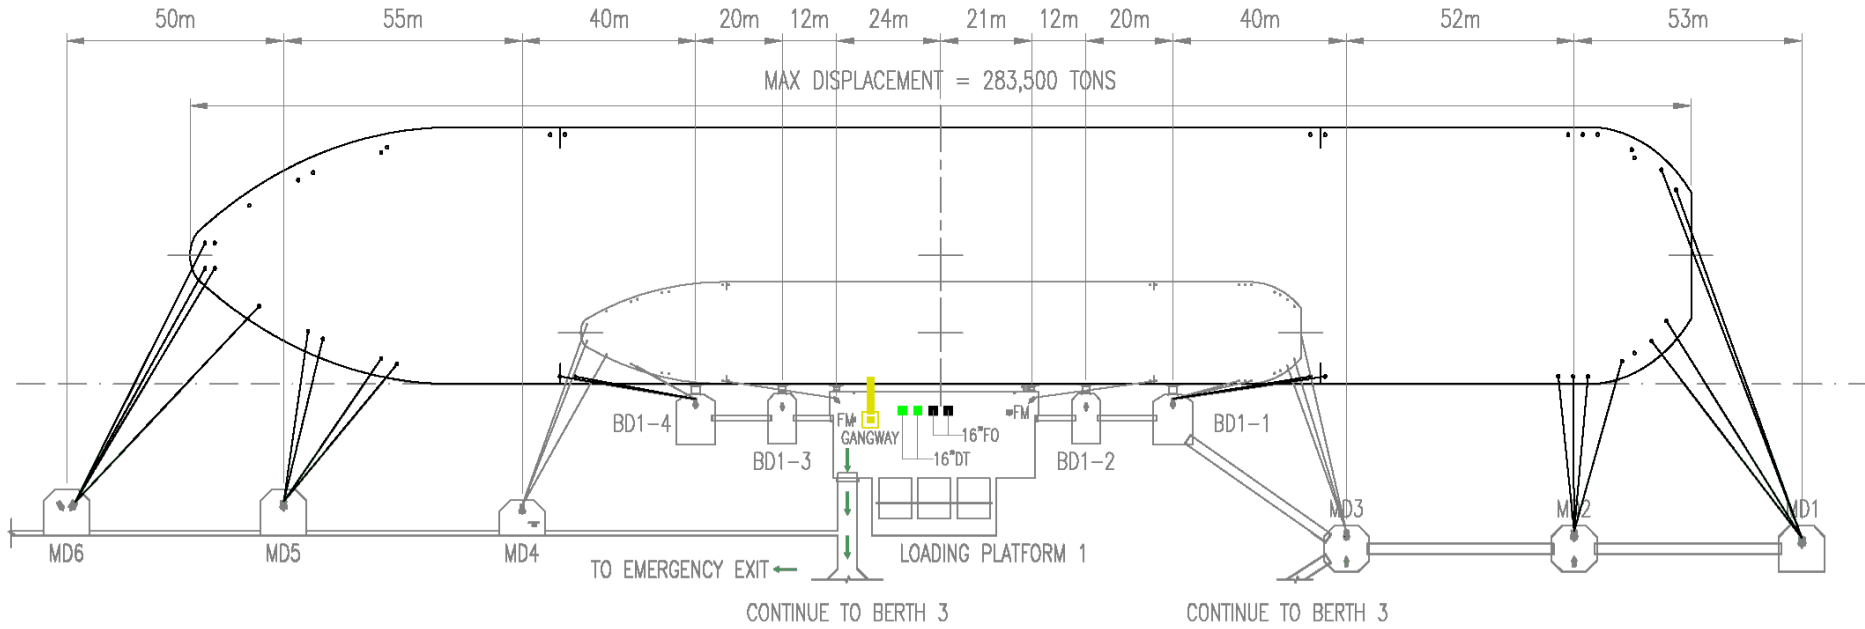 50m 55m 40m 20m 12m 24m 21m 12m 20m 40m 52m 53m
MAX DISPLACEMENT = 283,500 TONS
BD1-4 FM FM BD1-1
GANGWAY 16"FO
BD1-3 16"DT BD1-2
MD3 MD2 MD1
MD6 MD5 MD4 LOADING PLATFORM 1
TO EMERGENCY EXIT
CONTINUE TO BERTH 3 CONTINUE TO BERTH 3